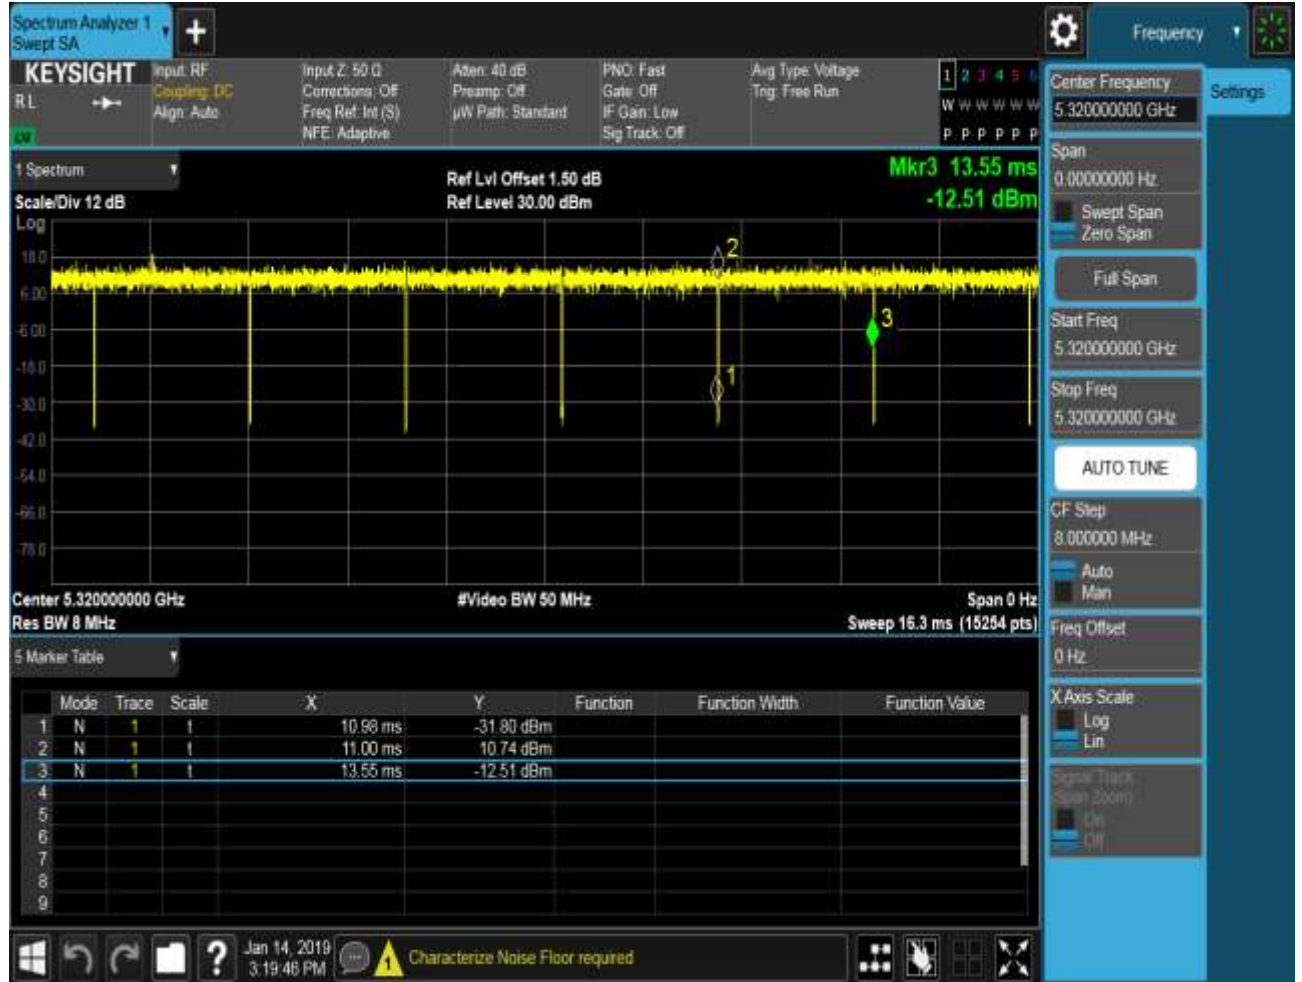 Spectrum Analyzer 1
Swept SA
+
Frequency
KEYSIGHT
RL
Input: RF
Coupling: DC
Align: Auto
Input Z: 50 Ω
Corrections: Off
Freq Ref: Int (S)
NFE: Adaptive
Atten: 40 dB
Preamp: Off
µW Path: Standard
PNO: Fast
Gate: Off
IF Gain: Low
Sig Track: Off
Avg Type: Voltage
Trig: Free Run
1 2 3 4 5 6
W W W W W W
P P P P P P
1 Spectrum
Scale/Div 12 dB
Ref Lvl Offset 1.50 dB
Ref Level 30.00 dBm
Mkr3 13.55 ms
-12.51 dBm
Log
18.0
6.00
-6.00
-18.0
-30.0
-42.0
-54.0
-66.0
-78.0
2
3
1
Center 5.320000000 GHz
#Video BW 50 MHz
Span 0 Hz
Res BW 8 MHz
Sweep 16.3 ms (15254 pts)
5 Marker Table
Mode Trace Scale X Y Function Function Width Function Value
1 N 1 t 10.98 ms -31.80 dBm
2 N 1 t 11.00 ms 10.74 dBm
3 N 1 t 13.55 ms -12.51 dBm
4
5
6
7
8
9
?
Jan 14, 2019
3:19:46 PM
1
Characterize Noise Floor required
Center Frequency
5.320000000 GHz
Settings
Span
0.00000000 Hz
Swept Span
Zero Span
Full Span
Start Freq
5.320000000 GHz
Stop Freq
5.320000000 GHz
AUTO TUNE
CF Step
8.000000 MHz
Auto
Man
Freq Offset
0 Hz
X Axis Scale
Log
Lin
Signal Track
(Span Zoom)
On
Off